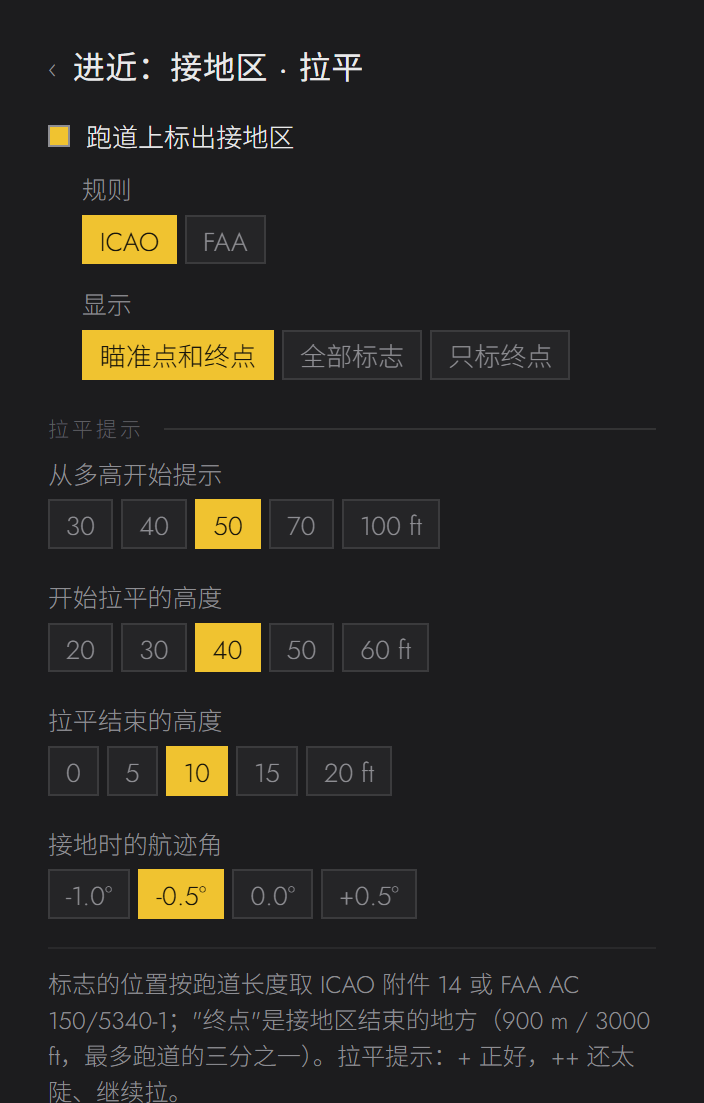 ‹ 进近：接地区 · 拉平
跑道上标出接地区
规则
ICAO FAA
显示
瞄准点和终点 全部标志 只标终点
拉平提示
从多高开始提示
30 40 50 70 100 ft
开始拉平的高度
20 30 40 50 60 ft
拉平结束的高度
0 5 10 15 20 ft
接地时的航迹角
-1.0° -0.5° 0.0° +0.5°
标志的位置按跑道长度取 ICAO 附件 14 或 FAA AC
150/5340-1；"终点"是接地区结束的地方（900 m / 3000
ft，最多跑道的三分之一）。拉平提示：+ 正好，++ 还太
陡、继续拉。